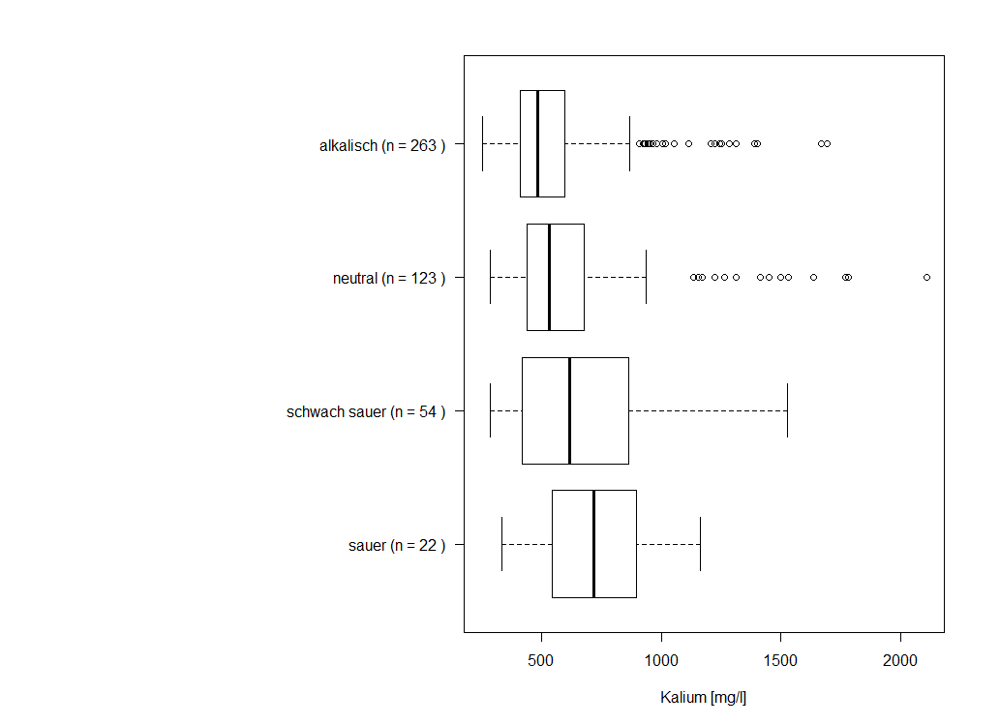 alkalisch (n = 263 )
neutral (n = 123 )
schwach sauer (n = 54 )
sauer (n = 22 )
500 1000 1500 2000
Kalium [mg/l]